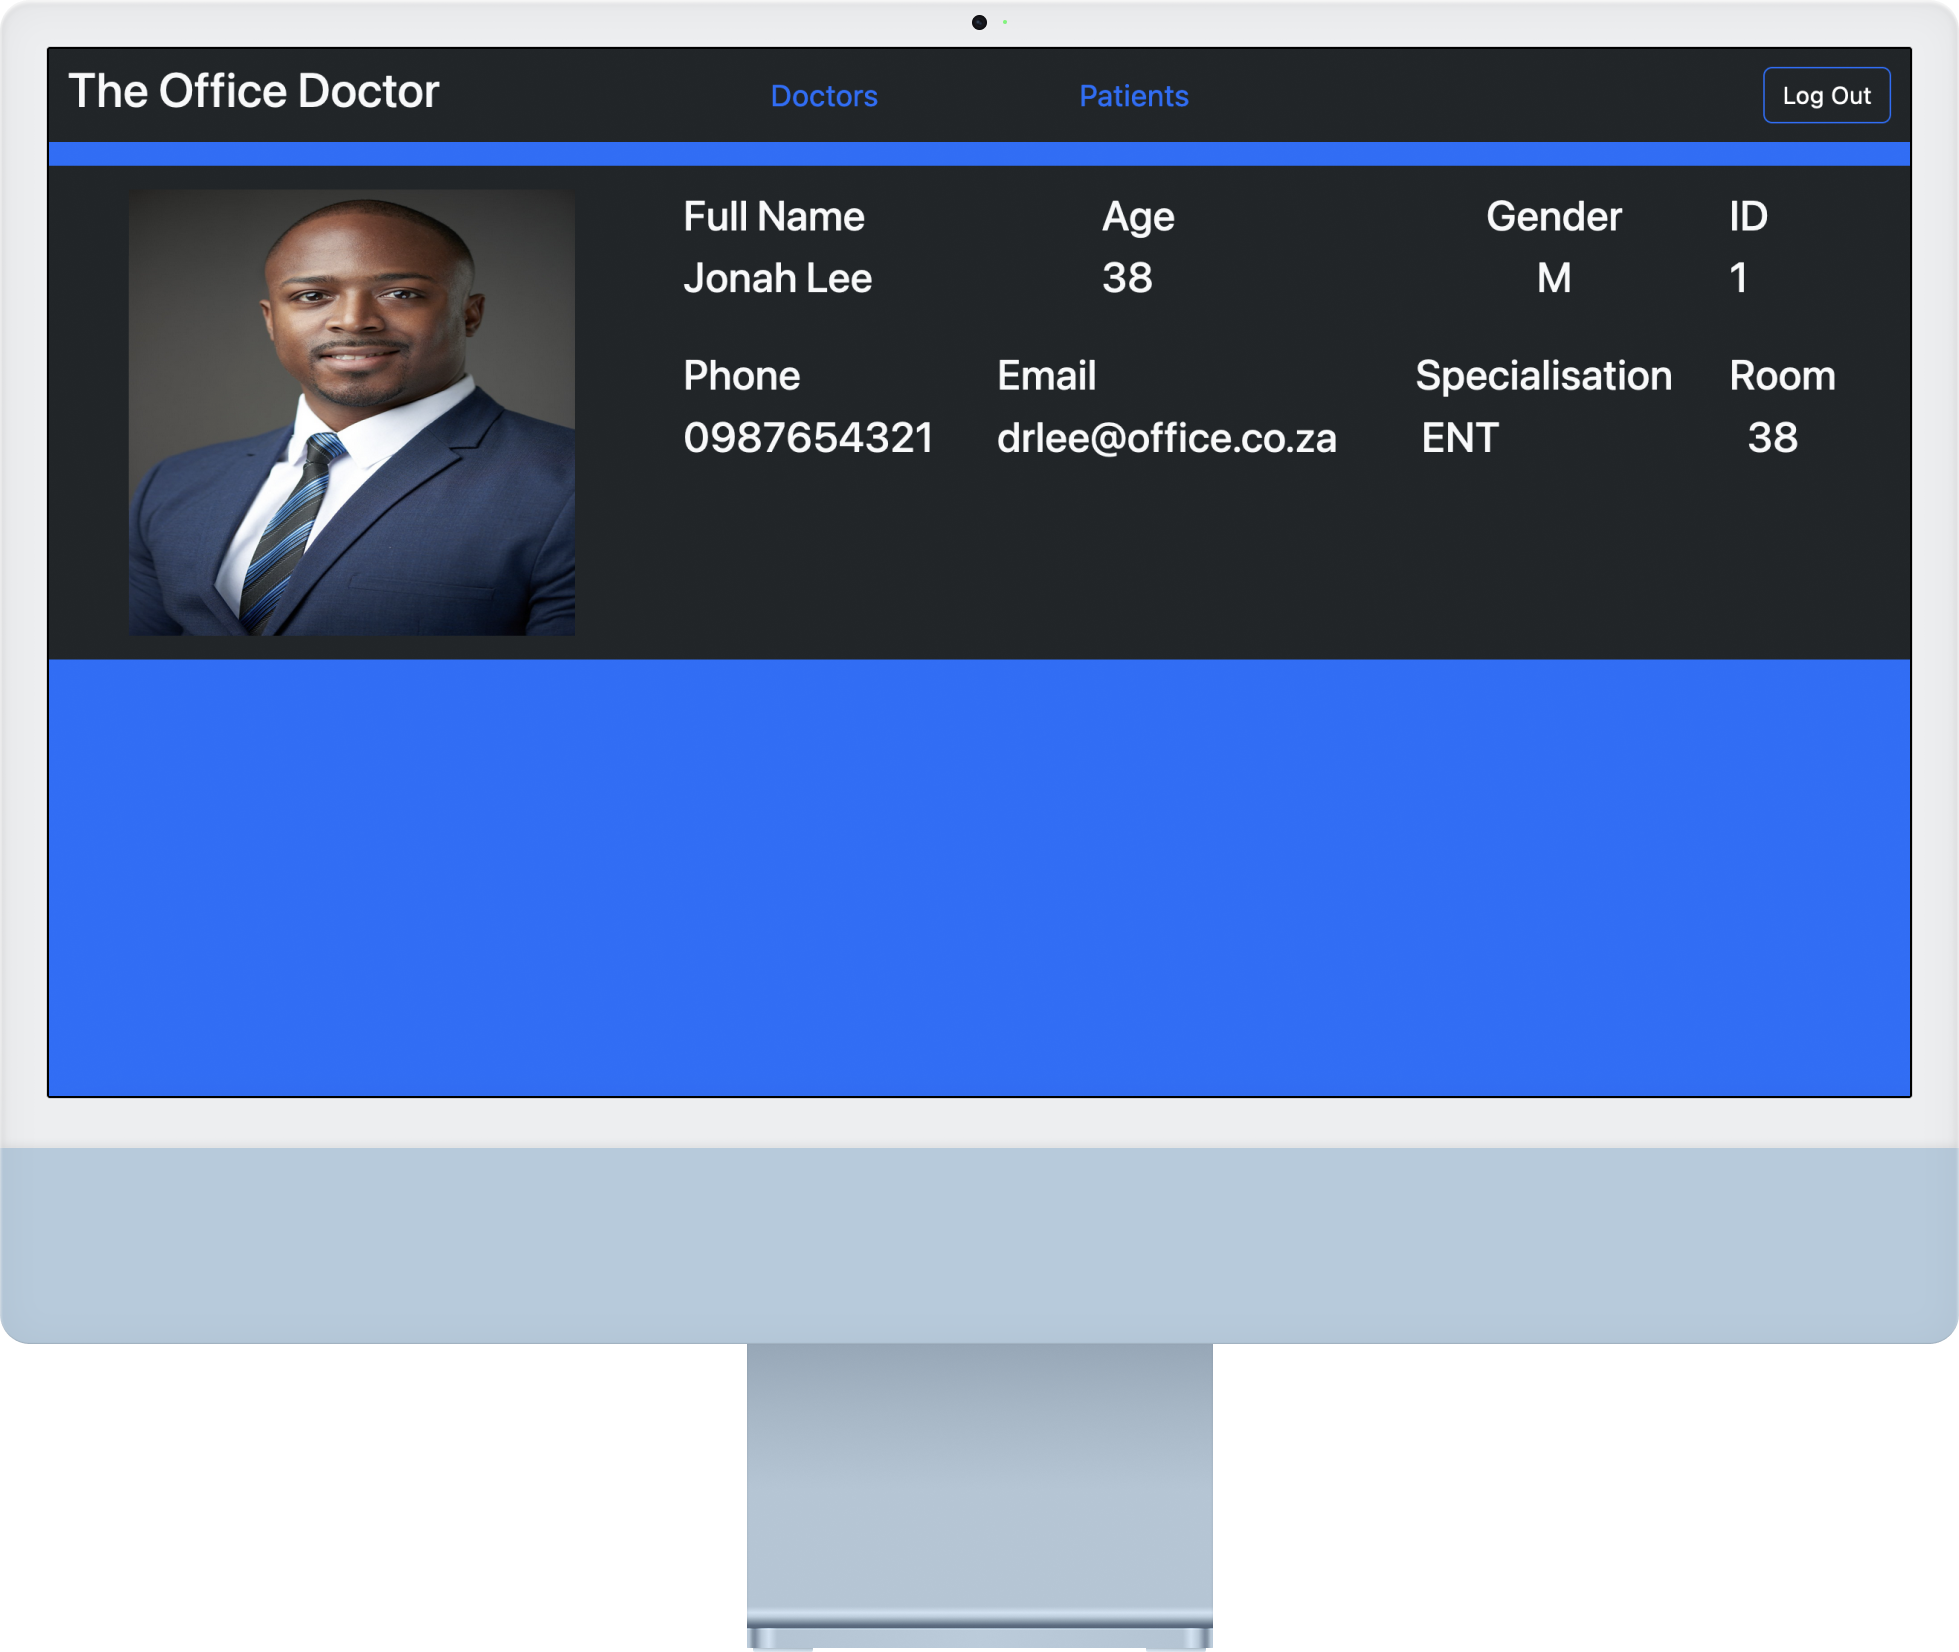 The Office Doctor Doctors Patients Log Out
Full Name Age Gender ID
Jonah Lee 38 M 1
Phone Email Specialisation Room
0987654321 drlee@office.co.za ENT 38